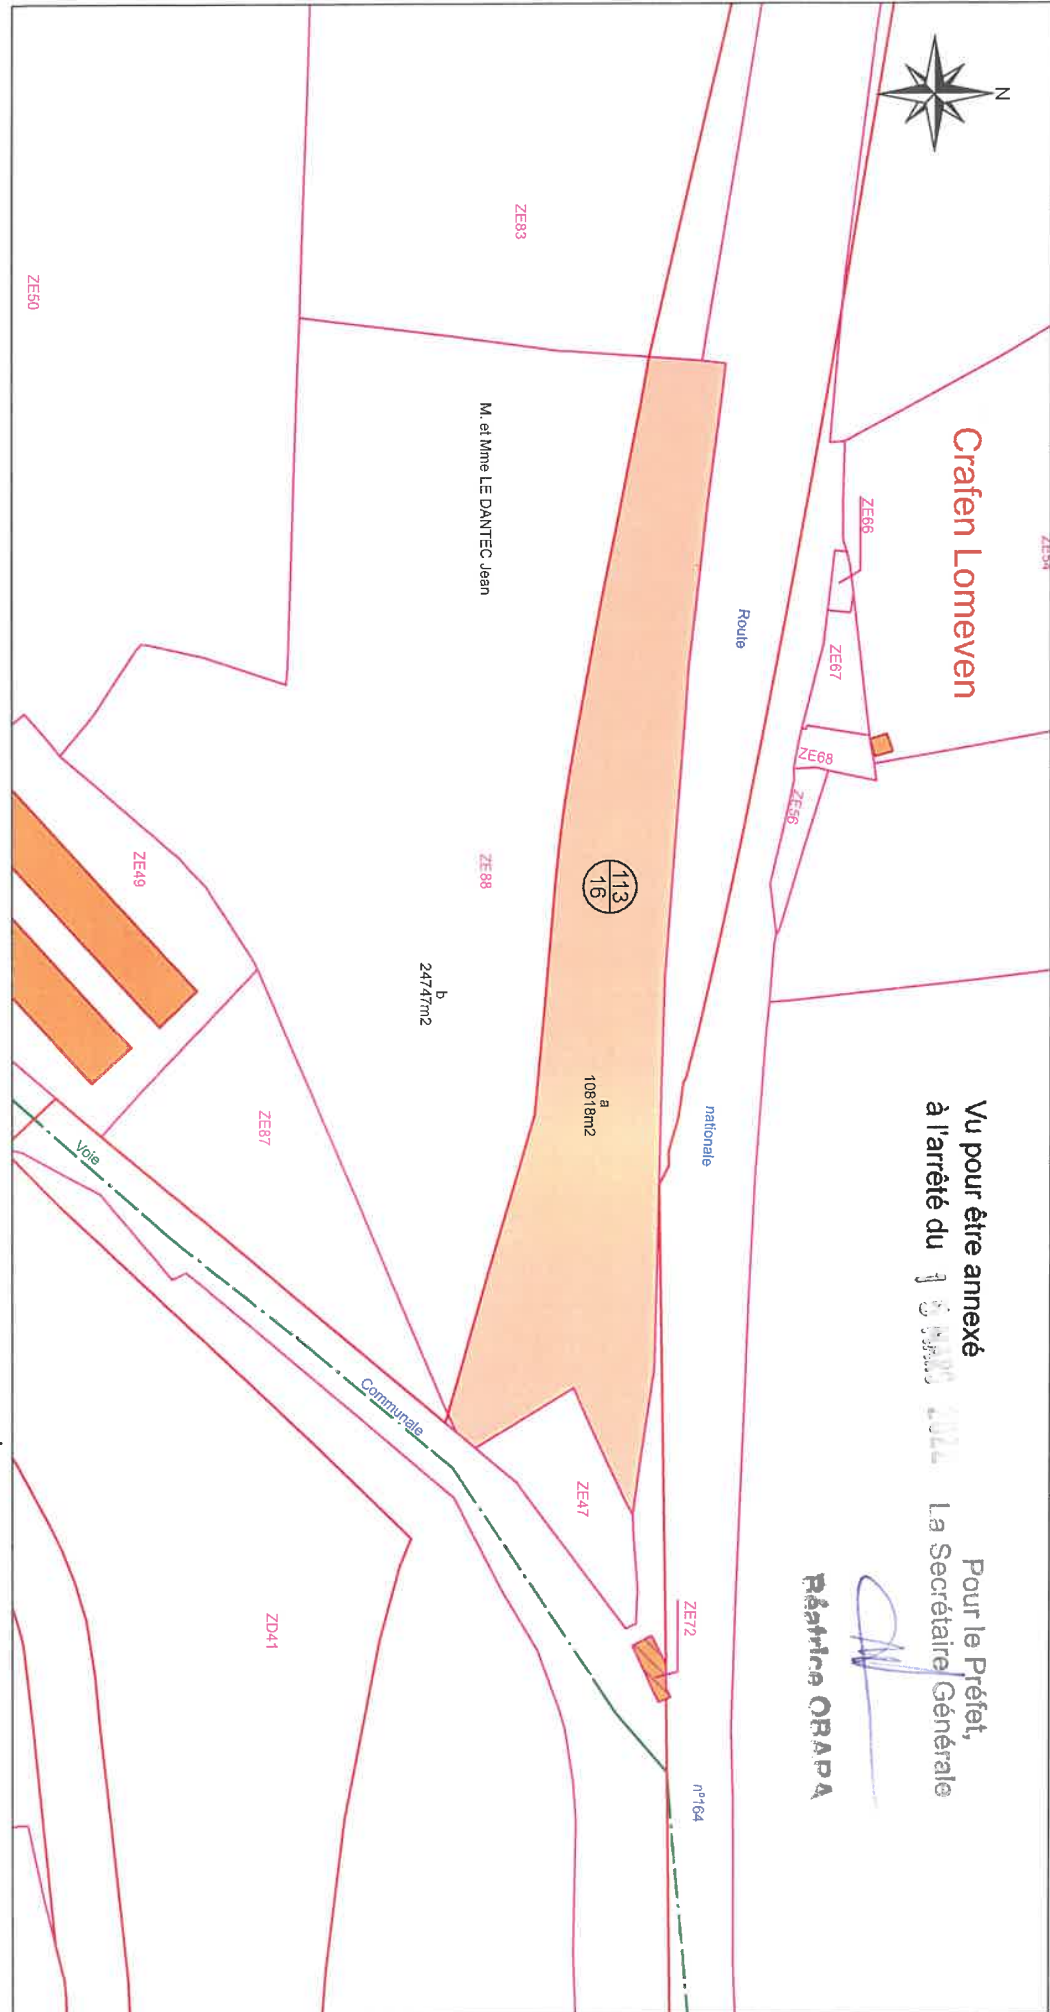 N
ZE54
Crafen Lomeven
Vu pour être annexé
à l'arrêté du
Pour le Préfet,
La Secrétaire Générale
Béatrice OBARA
ZE66
ZE67
ZE68
ZE56
Route
nationale
n°164
ZE83
113
16
a
10818m2
ZE72
ZE47
M. et Mme LE DANTEC Jean
ZE88
b
24747m2
Communale
ZE87
ZD41
ZE49
Voie
ZE50